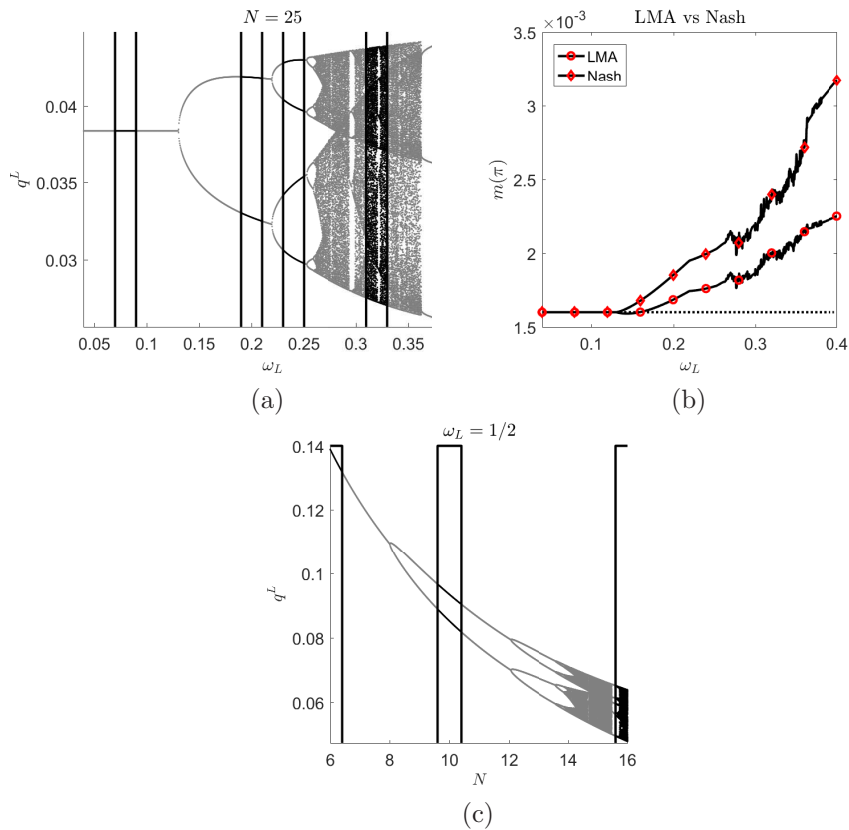 N = 25
q^L
0.04
0.035
0.03
0.05 0.1 0.15 0.2 0.25 0.3 0.35
ω_L
(a)
LMA vs Nash
×10^-3
3.5
3
2.5
2
1.5
m(π)
LMA
Nash
0.1 0.2 0.3 0.4
ω_L
(b)
ω_L = 1/2
0.14
0.12
0.1
0.08
0.06
q^L
6 8 10 12 14 16
N
(c)